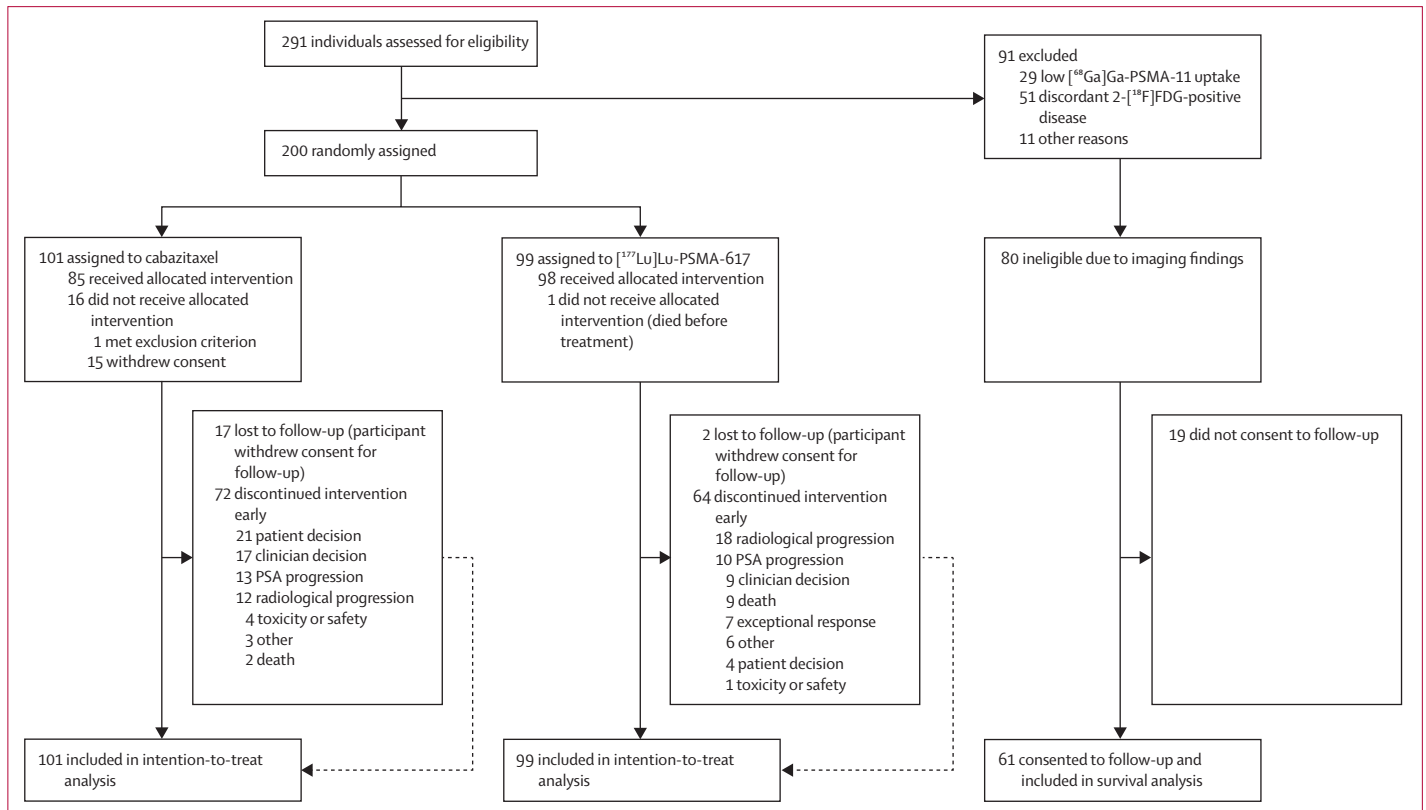 291 individuals assessed for eligibility
91 excluded
29 low [⁶⁸Ga]Ga-PSMA-11 uptake
51 discordant 2-[¹⁸F]FDG-positive
disease
11 other reasons
200 randomly assigned
101 assigned to cabazitaxel
85 received allocated intervention
16 did not receive allocated
intervention
1 met exclusion criterion
15 withdrew consent
99 assigned to [¹⁷⁷Lu]Lu-PSMA-617
98 received allocated intervention
1 did not receive allocated
intervention (died before
treatment)
80 ineligible due to imaging findings
17 lost to follow-up (participant
withdrew consent for
follow-up)
72 discontinued intervention
early
21 patient decision
17 clinician decision
13 PSA progression
12 radiological progression
4 toxicity or safety
3 other
2 death
2 lost to follow-up (participant
withdrew consent for
follow-up)
64 discontinued intervention
early
18 radiological progression
10 PSA progression
9 clinician decision
9 death
7 exceptional response
6 other
4 patient decision
1 toxicity or safety
19 did not consent to follow-up
101 included in intention-to-treat
analysis
99 included in intention-to-treat
analysis
61 consented to follow-up and
included in survival analysis